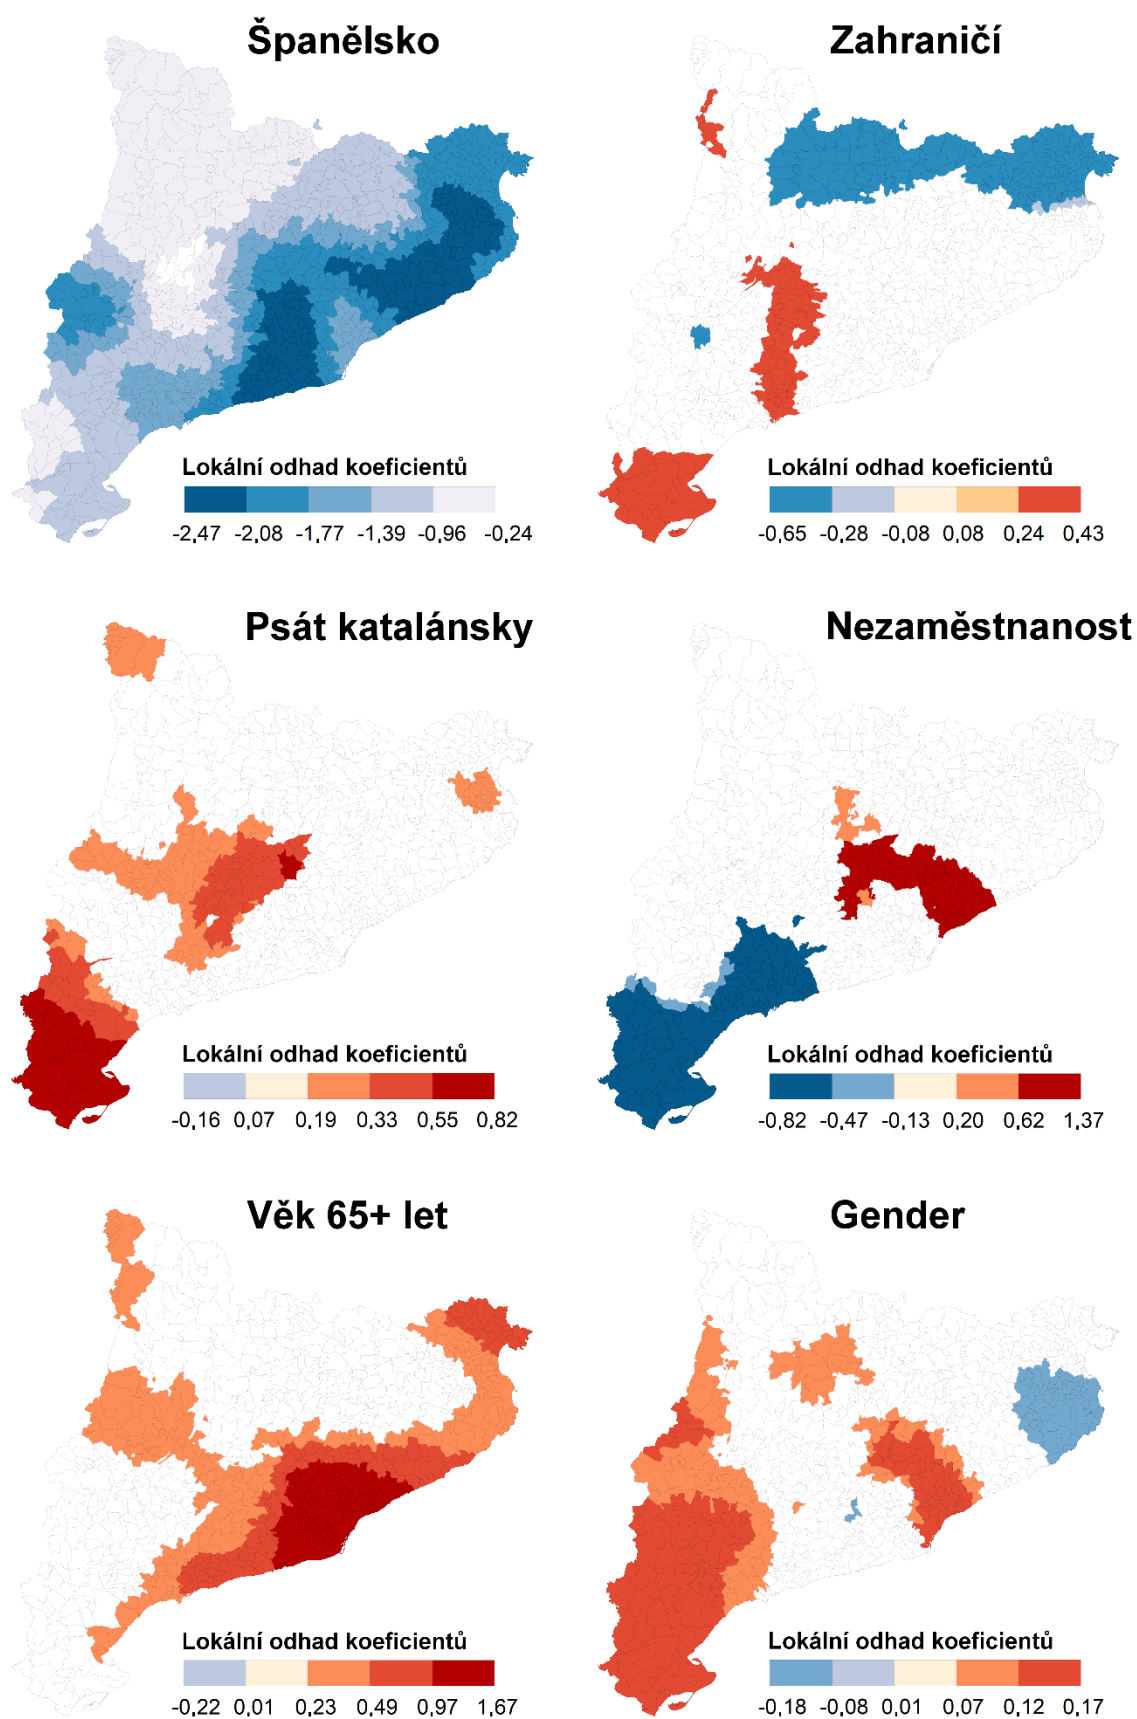 Španělsko
Zahraničí
Lokální odhad koeficientů
-2,47 -2,08 -1,77 -1,39 -0,96 -0,24
Lokální odhad koeficientů
-0,65 -0,28 -0,08 0,08 0,24 0,43
Psát katalánsky
Nezaměstnanost
Lokální odhad koeficientů
-0,16 0,07 0,19 0,33 0,55 0,82
Lokální odhad koeficientů
-0,82 -0,47 -0,13 0,20 0,62 1,37
Věk 65+ let
Gender
Lokální odhad koeficientů
-0,22 0,01 0,23 0,49 0,97 1,67
Lokální odhad koeficientů
-0,18 -0,08 0,01 0,07 0,12 0,17